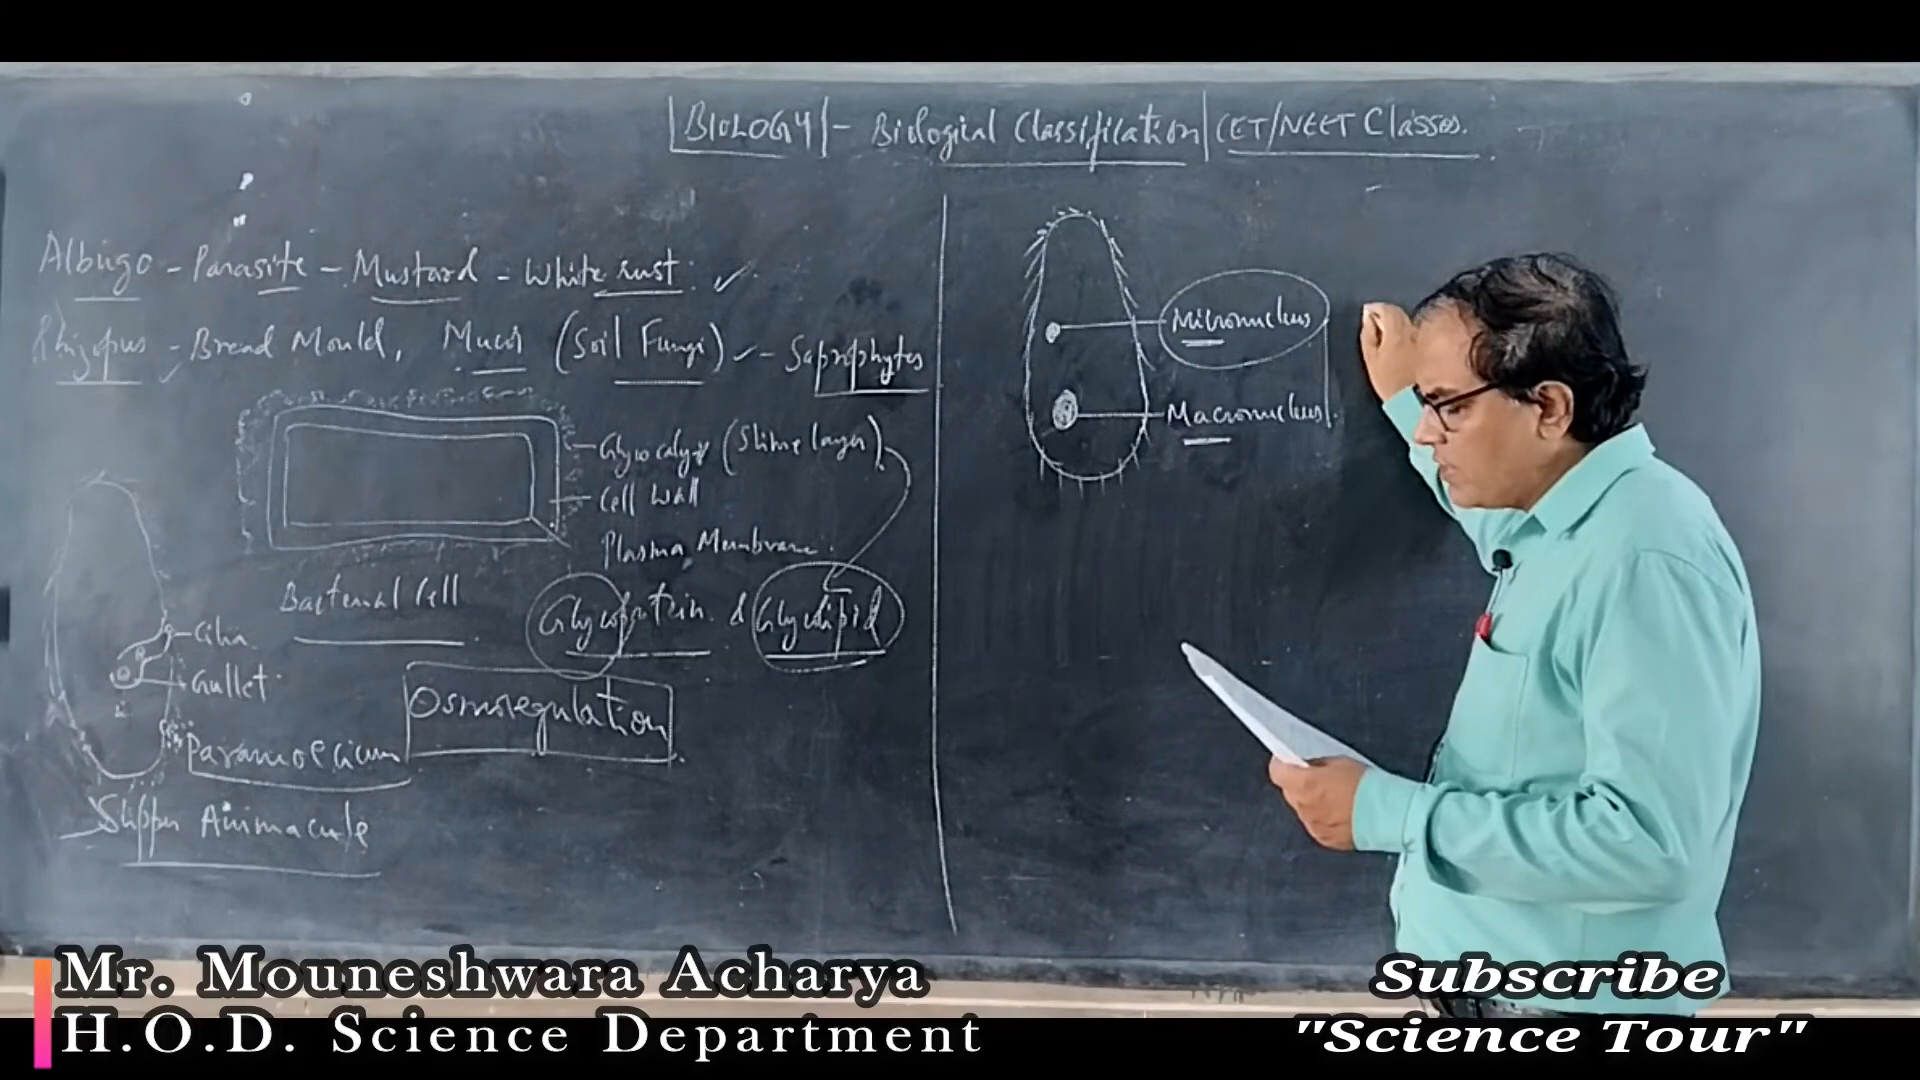 BIOLOGY - Biological Classification CET/NEET Classes.
Albugo - Parasite - Mustard - White rust.
Rhizopus - Bread Mould, Mucor (Soil Fungi) - Saprophytes
Glycocalyx (Slime layer)
Cell Wall
Plasma Membrane.
Bacterial Cell
Glycoprotein & Glycolipid
Cilia
Gullet
Osmoregulation
Paramoecium
Slipper Animacule
Micronucleus
Macronucleus.
Mr. Mouneshwara Acharya
H.O.D. Science Department
Subscribe
"Science Tour"